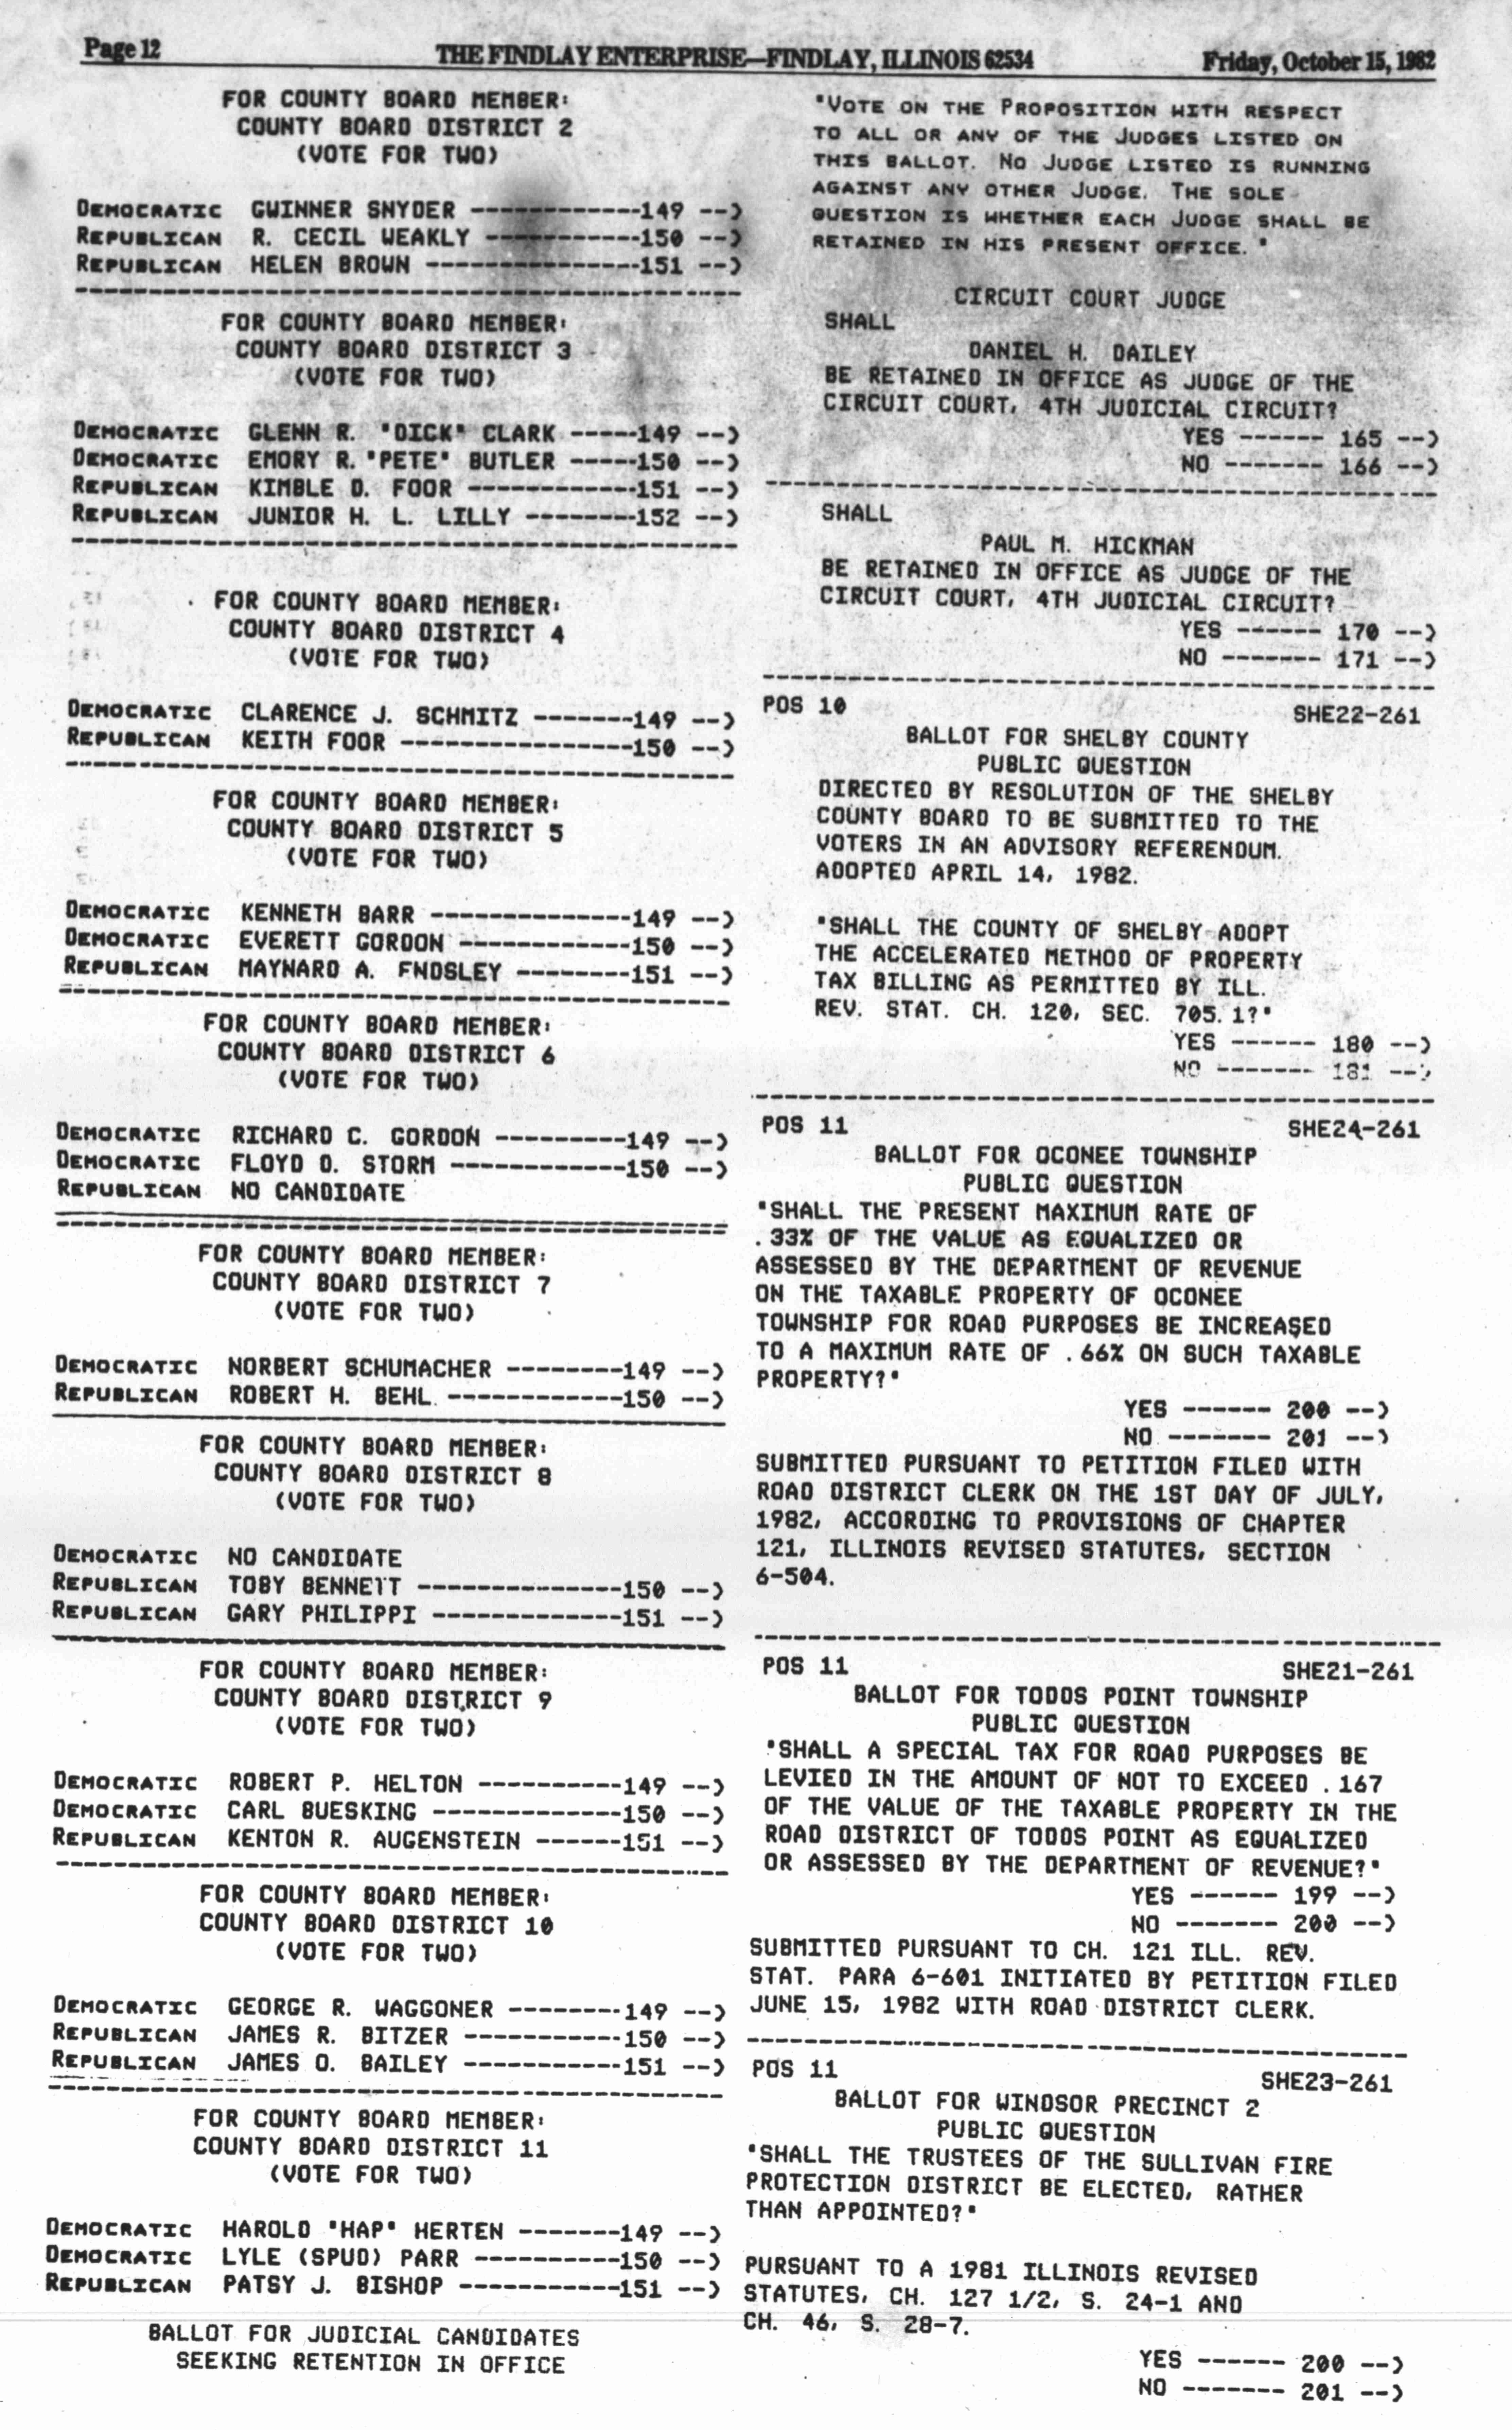 Page 12
THE FINDLAY ENTERPRISE—FINDLAY, ILLINOIS 62534
Friday, October 15, 1982
FOR COUNTY BOARD MEMBER:
COUNTY BOARD DISTRICT 2
(VOTE FOR TWO)
DEMOCRATIC GWINNER SNYDER ------------149 -->
REPUBLICAN R. CECIL WEAKLY -----------150 -->
REPUBLICAN HELEN BROWN ---------------151 -->
FOR COUNTY BOARD MEMBER:
COUNTY BOARD DISTRICT 3
(VOTE FOR TWO)
DEMOCRATIC GLENN R. "DICK" CLARK -----149 -->
DEMOCRATIC EMORY R. "PETE" BUTLER -----150 -->
REPUBLICAN KIMBLE D. FOOR ------------151 -->
REPUBLICAN JUNIOR H. L. LILLY --------152 -->
FOR COUNTY BOARD MEMBER:
COUNTY BOARD DISTRICT 4
(VOTE FOR TWO)
DEMOCRATIC CLARENCE J. SCHMITZ -------149 -->
REPUBLICAN KEITH FOOR ----------------150 -->
FOR COUNTY BOARD MEMBER:
COUNTY BOARD DISTRICT 5
(VOTE FOR TWO)
DEMOCRATIC KENNETH BARR --------------149 -->
DEMOCRATIC EVERETT GORDON ------------150 -->
REPUBLICAN MAYNARD A. FNDSLEY --------151 -->
FOR COUNTY BOARD MEMBER:
COUNTY BOARD DISTRICT 6
(VOTE FOR TWO)
DEMOCRATIC RICHARD C. GORDON ---------149 -->
DEMOCRATIC FLOYD D. STORM ------------150 -->
REPUBLICAN NO CANDIDATE
FOR COUNTY BOARD MEMBER:
COUNTY BOARD DISTRICT 7
(VOTE FOR TWO)
DEMOCRATIC NORBERT SCHUMACHER --------149 -->
REPUBLICAN ROBERT H. BEHL ------------150 -->
FOR COUNTY BOARD MEMBER:
COUNTY BOARD DISTRICT 8
(VOTE FOR TWO)
DEMOCRATIC NO CANDIDATE
REPUBLICAN TOBY BENNETT --------------150 -->
REPUBLICAN GARY PHILIPPI -------------151 -->
FOR COUNTY BOARD MEMBER:
COUNTY BOARD DISTRICT 9
(VOTE FOR TWO)
DEMOCRATIC ROBERT P. HELTON ----------149 -->
DEMOCRATIC CARL BUESKING -------------150 -->
REPUBLICAN KENTON R. AUGENSTEIN ------151 -->
FOR COUNTY BOARD MEMBER:
COUNTY BOARD DISTRICT 10
(VOTE FOR TWO)
DEMOCRATIC GEORGE R. WAGGONER --------149 -->
REPUBLICAN JAMES R. BITZER -----------150 -->
REPUBLICAN JAMES O. BAILEY -----------151 -->
FOR COUNTY BOARD MEMBER:
COUNTY BOARD DISTRICT 11
(VOTE FOR TWO)
DEMOCRATIC HAROLD "HAP" HERTEN -------149 -->
DEMOCRATIC LYLE (SPUD) PARR ----------150 -->
REPUBLICAN PATSY J. BISHOP -----------151 -->
BALLOT FOR JUDICIAL CANDIDATES
SEEKING RETENTION IN OFFICE
"VOTE ON THE PROPOSITION WITH RESPECT
TO ALL OR ANY OF THE JUDGES LISTED ON
THIS BALLOT. NO JUDGE LISTED IS RUNNING
AGAINST ANY OTHER JUDGE. THE SOLE
QUESTION IS WHETHER EACH JUDGE SHALL BE
RETAINED IN HIS PRESENT OFFICE. "
CIRCUIT COURT JUDGE
SHALL
DANIEL H. DAILEY
BE RETAINED IN OFFICE AS JUDGE OF THE
CIRCUIT COURT, 4TH JUDICIAL CIRCUIT?
YES ------ 165 -->
NO ------- 166 -->
SHALL
PAUL M. HICKMAN
BE RETAINED IN OFFICE AS JUDGE OF THE
CIRCUIT COURT, 4TH JUDICIAL CIRCUIT?
YES ------ 170 -->
NO ------- 171 -->
POS 10
SHE22-261
BALLOT FOR SHELBY COUNTY
PUBLIC QUESTION
DIRECTED BY RESOLUTION OF THE SHELBY
COUNTY BOARD TO BE SUBMITTED TO THE
VOTERS IN AN ADVISORY REFERENDUM.
ADOPTED APRIL 14, 1982.
"SHALL THE COUNTY OF SHELBY ADOPT
THE ACCELERATED METHOD OF PROPERTY
TAX BILLING AS PERMITTED BY ILL.
REV. STAT. CH. 120, SEC. 705.1?"
YES ------ 180 -->
NO ------- 181 -->
POS 11
SHE24-261
BALLOT FOR OCONEE TOWNSHIP
PUBLIC QUESTION
"SHALL THE PRESENT MAXIMUM RATE OF
.33% OF THE VALUE AS EQUALIZED OR
ASSESSED BY THE DEPARTMENT OF REVENUE
ON THE TAXABLE PROPERTY OF OCONEE
TOWNSHIP FOR ROAD PURPOSES BE INCREASED
TO A MAXIMUM RATE OF .66% ON SUCH TAXABLE
PROPERTY?"
YES ------ 200 -->
NO ------- 201 -->
SUBMITTED PURSUANT TO PETITION FILED WITH
ROAD DISTRICT CLERK ON THE 1ST DAY OF JULY,
1982, ACCORDING TO PROVISIONS OF CHAPTER
121, ILLINOIS REVISED STATUTES, SECTION
6-504.
POS 11
SHE21-261
BALLOT FOR TODDS POINT TOWNSHIP
PUBLIC QUESTION
"SHALL A SPECIAL TAX FOR ROAD PURPOSES BE
LEVIED IN THE AMOUNT OF NOT TO EXCEED .167
OF THE VALUE OF THE TAXABLE PROPERTY IN THE
ROAD DISTRICT OF TODDS POINT AS EQUALIZED
OR ASSESSED BY THE DEPARTMENT OF REVENUE?"
YES ------ 199 -->
NO ------- 200 -->
SUBMITTED PURSUANT TO CH. 121 ILL. REV.
STAT. PARA 6-601 INITIATED BY PETITION FILED
JUNE 15, 1982 WITH ROAD DISTRICT CLERK.
POS 11
SHE23-261
BALLOT FOR WINDSOR PRECINCT 2
PUBLIC QUESTION
"SHALL THE TRUSTEES OF THE SULLIVAN FIRE
PROTECTION DISTRICT BE ELECTED, RATHER
THAN APPOINTED?"
PURSUANT TO A 1981 ILLINOIS REVISED
STATUTES, CH. 127 1/2, S. 24-1 AND
CH. 46, S. 28-7.
YES ------ 200 -->
NO ------- 201 -->